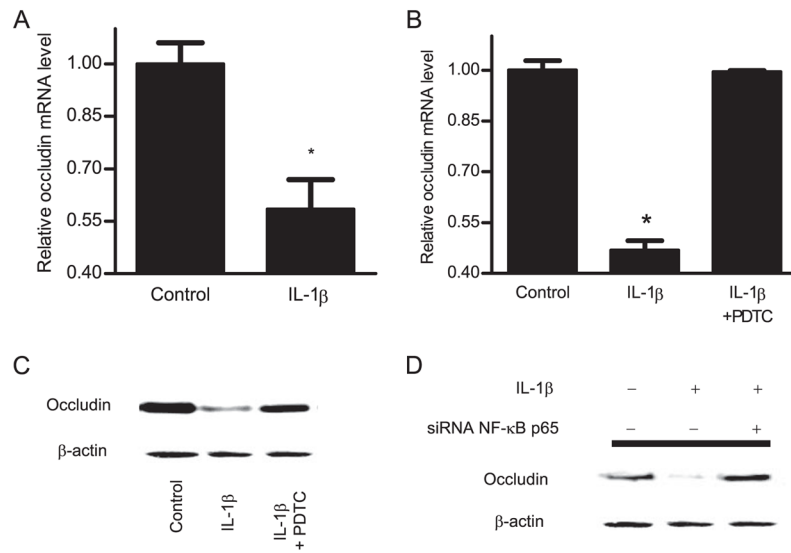 A
Relative occludin mRNA level
1.00
0.85
0.70
0.55
0.40
*
Control
IL-1β
B
Relative occludin mRNA level
1.00
0.85
0.70
0.55
0.40
*
Control
IL-1β
IL-1β
+PDTC
C
Occludin
β-actin
Control
IL-1β
IL-1β
+ PDTC
D
IL-1β − + +
siRNA NF-κB p65 − − +
Occludin
β-actin